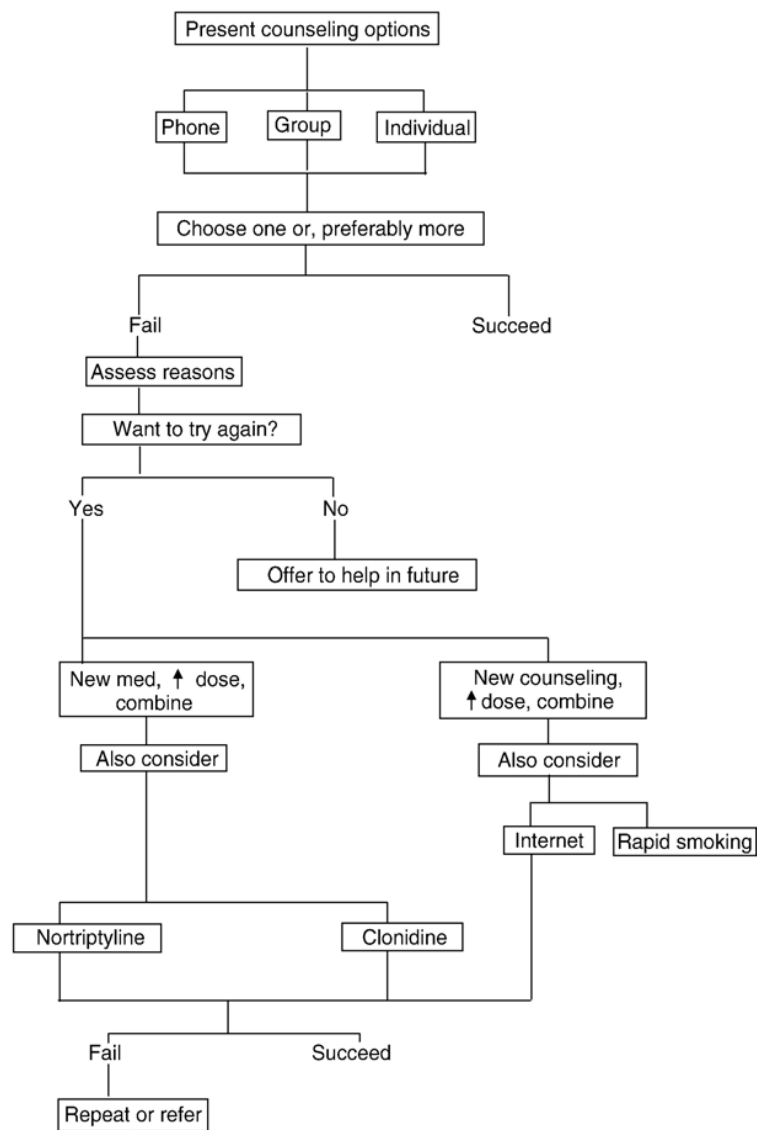 Present counseling options
Phone
Group
Individual
Choose one or, preferably more
Fail
Succeed
Assess reasons
Want to try again?
Yes
No
Offer to help in future
New med, ↑ dose,
combine
New counseling,
↑ dose, combine
Also consider
Also consider
Internet
Rapid smoking
Nortriptyline
Clonidine
Fail
Succeed
Repeat or refer